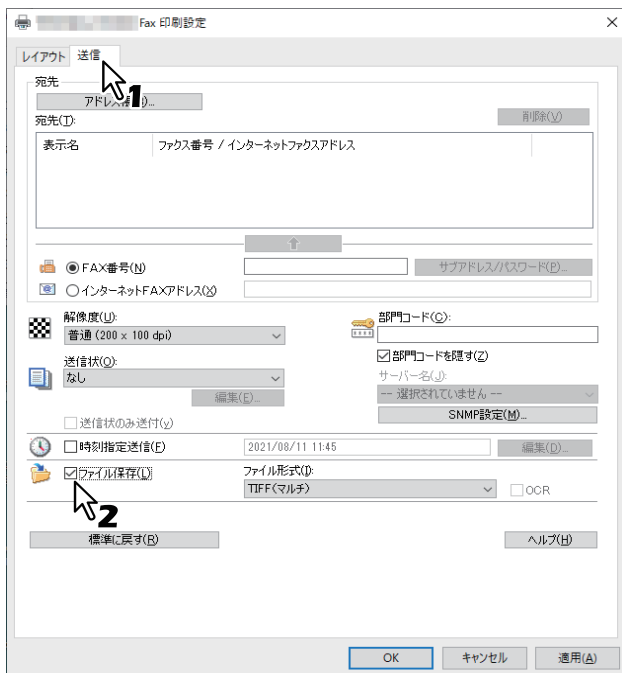 Fax 印刷設定
レイアウト 送信
1
宛先
宛先(T):
削除(V)
表示名 ファクス番号 / インターネットファクスアドレス
FAX番号(N)
サブアドレス/パスワード(P)...
インターネットFAXアドレス(X)
解像度(U):
部門コード(C):
普通 (200 x 100 dpi)
送信状(O):
部門コードを隠す(Z)
なし
サーバー名(J):
編集(E)...
-- 選択されていません --
SNMP設定(M)...
送信状のみ送付(y)
時刻指定送信(F) 2021/08/11 11:45 編集(D)...
ファイル保存(L)
ファイル形式(I):
TIFF(マルチ)
OCR
2
標準に戻す(R) ヘルプ(H)
OK キャンセル 適用(A)